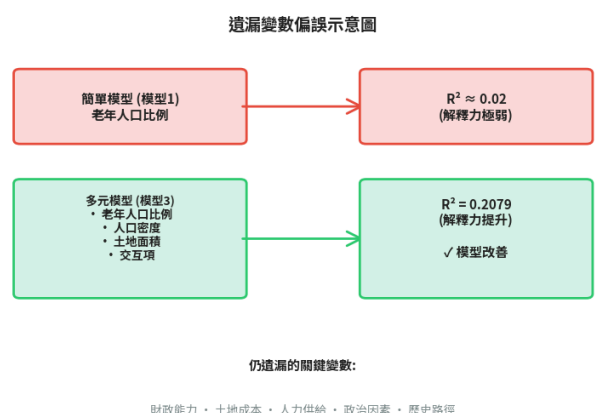 遺漏變數偏誤示意圖
簡單模型 (模型1)
老年人口比例
R² ≈ 0.02
(解釋力極弱)
多元模型 (模型3)
• 老年人口比例
• 人口密度
• 土地面積
• 交互項
R² = 0.2079
(解釋力提升)
✓ 模型改善
仍遺漏的關鍵變數:
財政能力 • 土地成本 • 人力供給 • 政治因素 • 歷史路徑